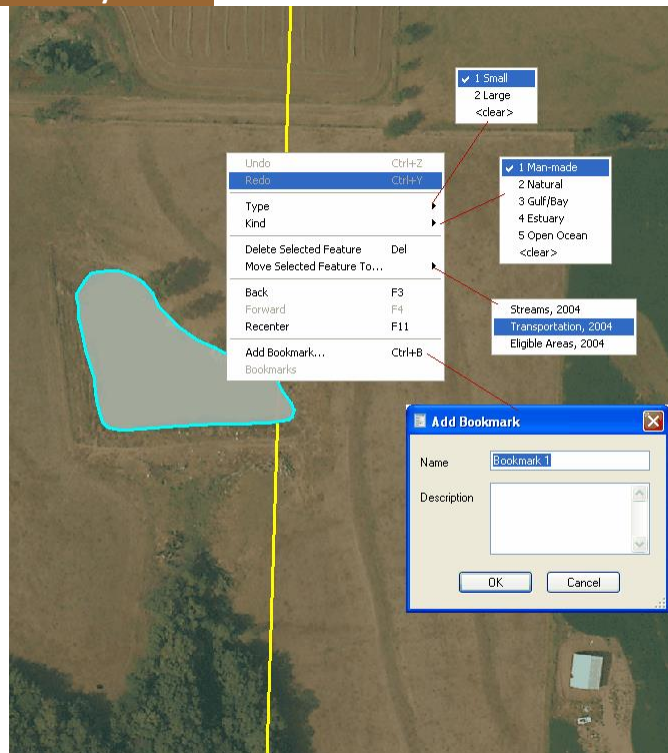 1 Small
2 Large
<clear>
Undo Ctrl+Z
Redo Ctrl+Y
Type
Kind
Delete Selected Feature Del
Move Selected Feature To...
Back F3
Forward F4
Recenter F11
Add Bookmark... Ctrl+B
Bookmarks
1 Man-made
2 Natural
3 Gulf/Bay
4 Estuary
5 Open Ocean
<clear>
Streams, 2004
Transportation, 2004
Eligible Areas, 2004
Add Bookmark
Name Bookmark 1
Description
OK Cancel